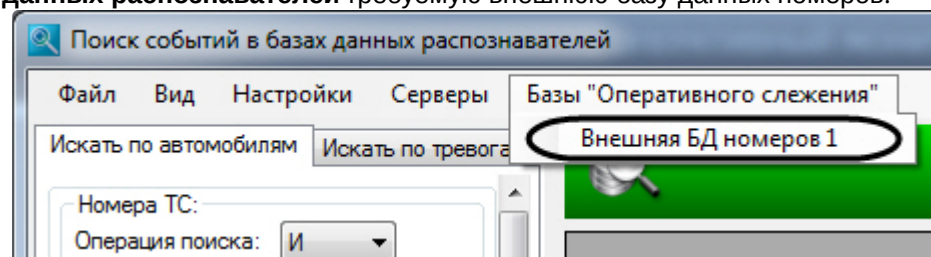 данных распознавателей требуемую внешнюю базу данных номеров.
Поиск событий в базах данных распознавателей
Файл Вид Настройки Серверы Базы "Оперативного слежения"
Внешняя БД номеров 1
Искать по автомобилям Искать по тревога
Номера ТС:
Операция поиска: И